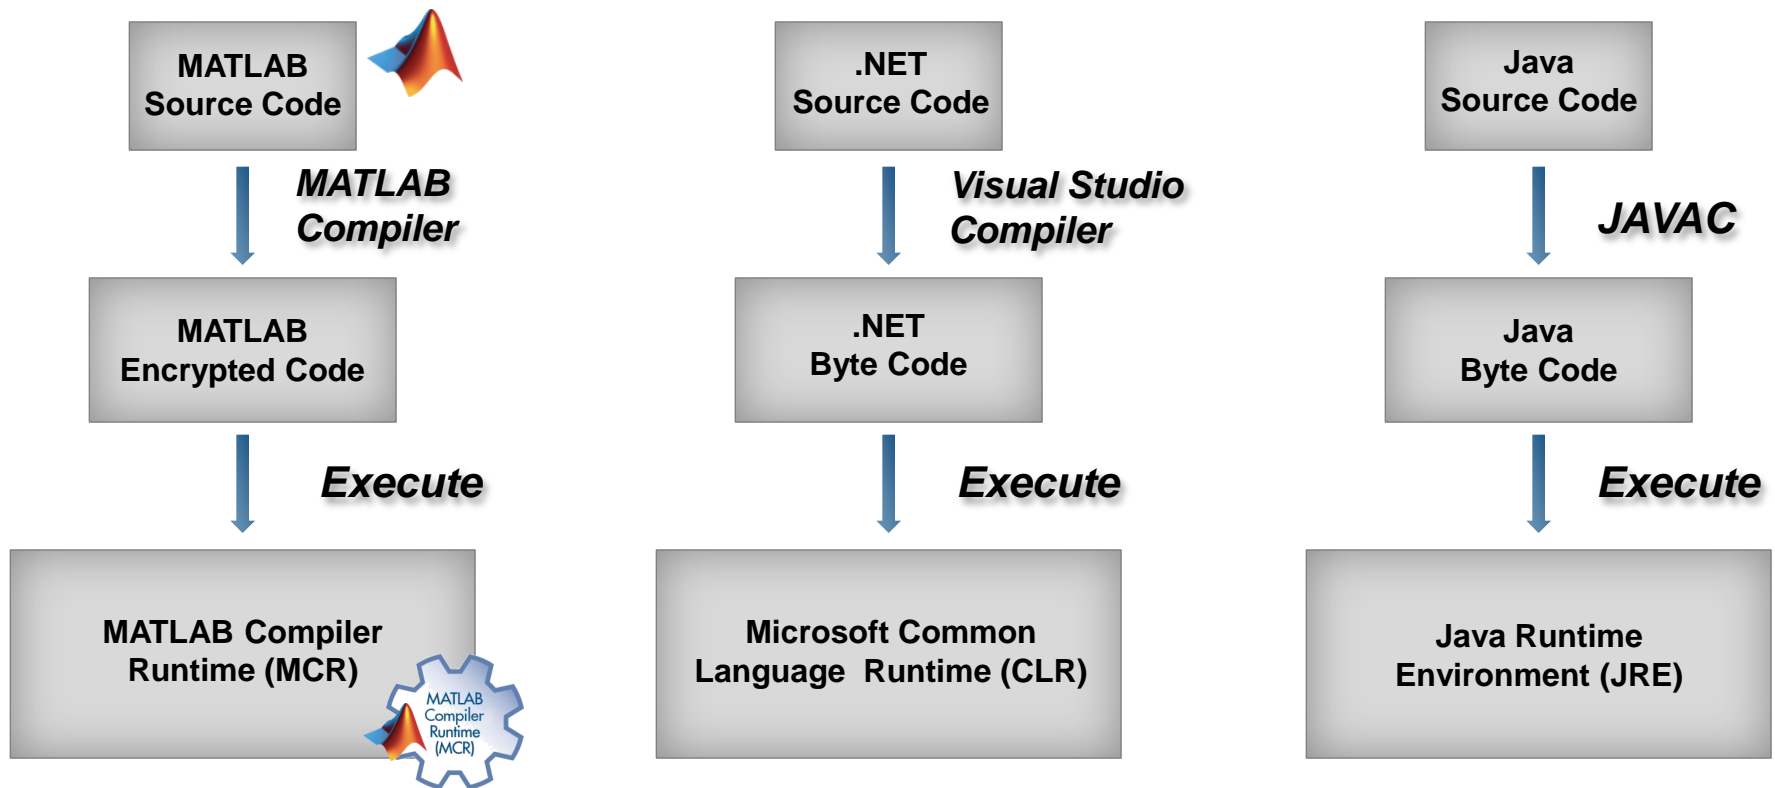 MATLAB
Source Code
MATLAB
Compiler
MATLAB
Encrypted Code
Execute
MATLAB Compiler
Runtime (MCR)
MATLAB
Compiler
Runtime
(MCR)
.NET
Source Code
Visual Studio
Compiler
.NET
Byte Code
Execute
Microsoft Common
Language  Runtime (CLR)
Java
Source Code
JAVAC
Java
Byte Code
Execute
Java Runtime
Environment (JRE)